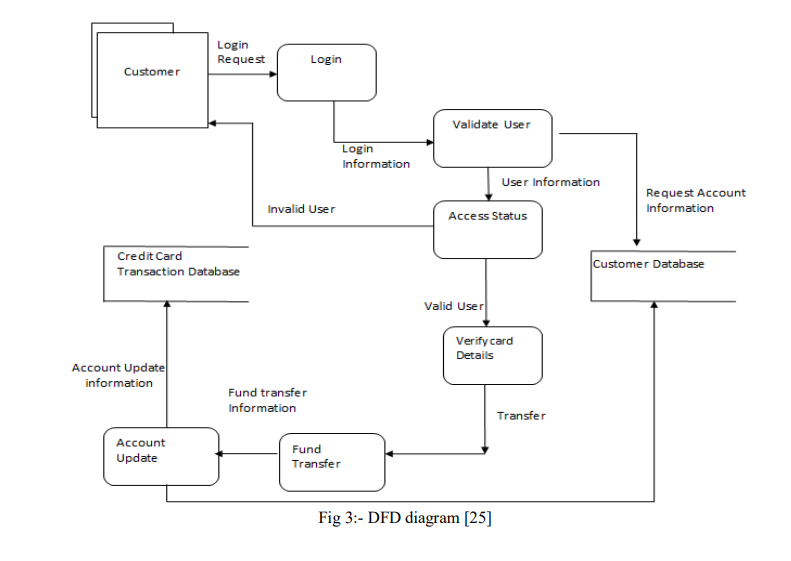 Login
Request
Customer
Login
Validate User
Login
Information
User Information
Request Account
Information
Invalid User
Access Status
Credit Card
Transaction Database
Customer Database
Valid User
Verify card
Details
Account Update
information
Fund transfer
Information
Transfer
Account
Update
Fund
Transfer
Fig 3:- DFD diagram [25]